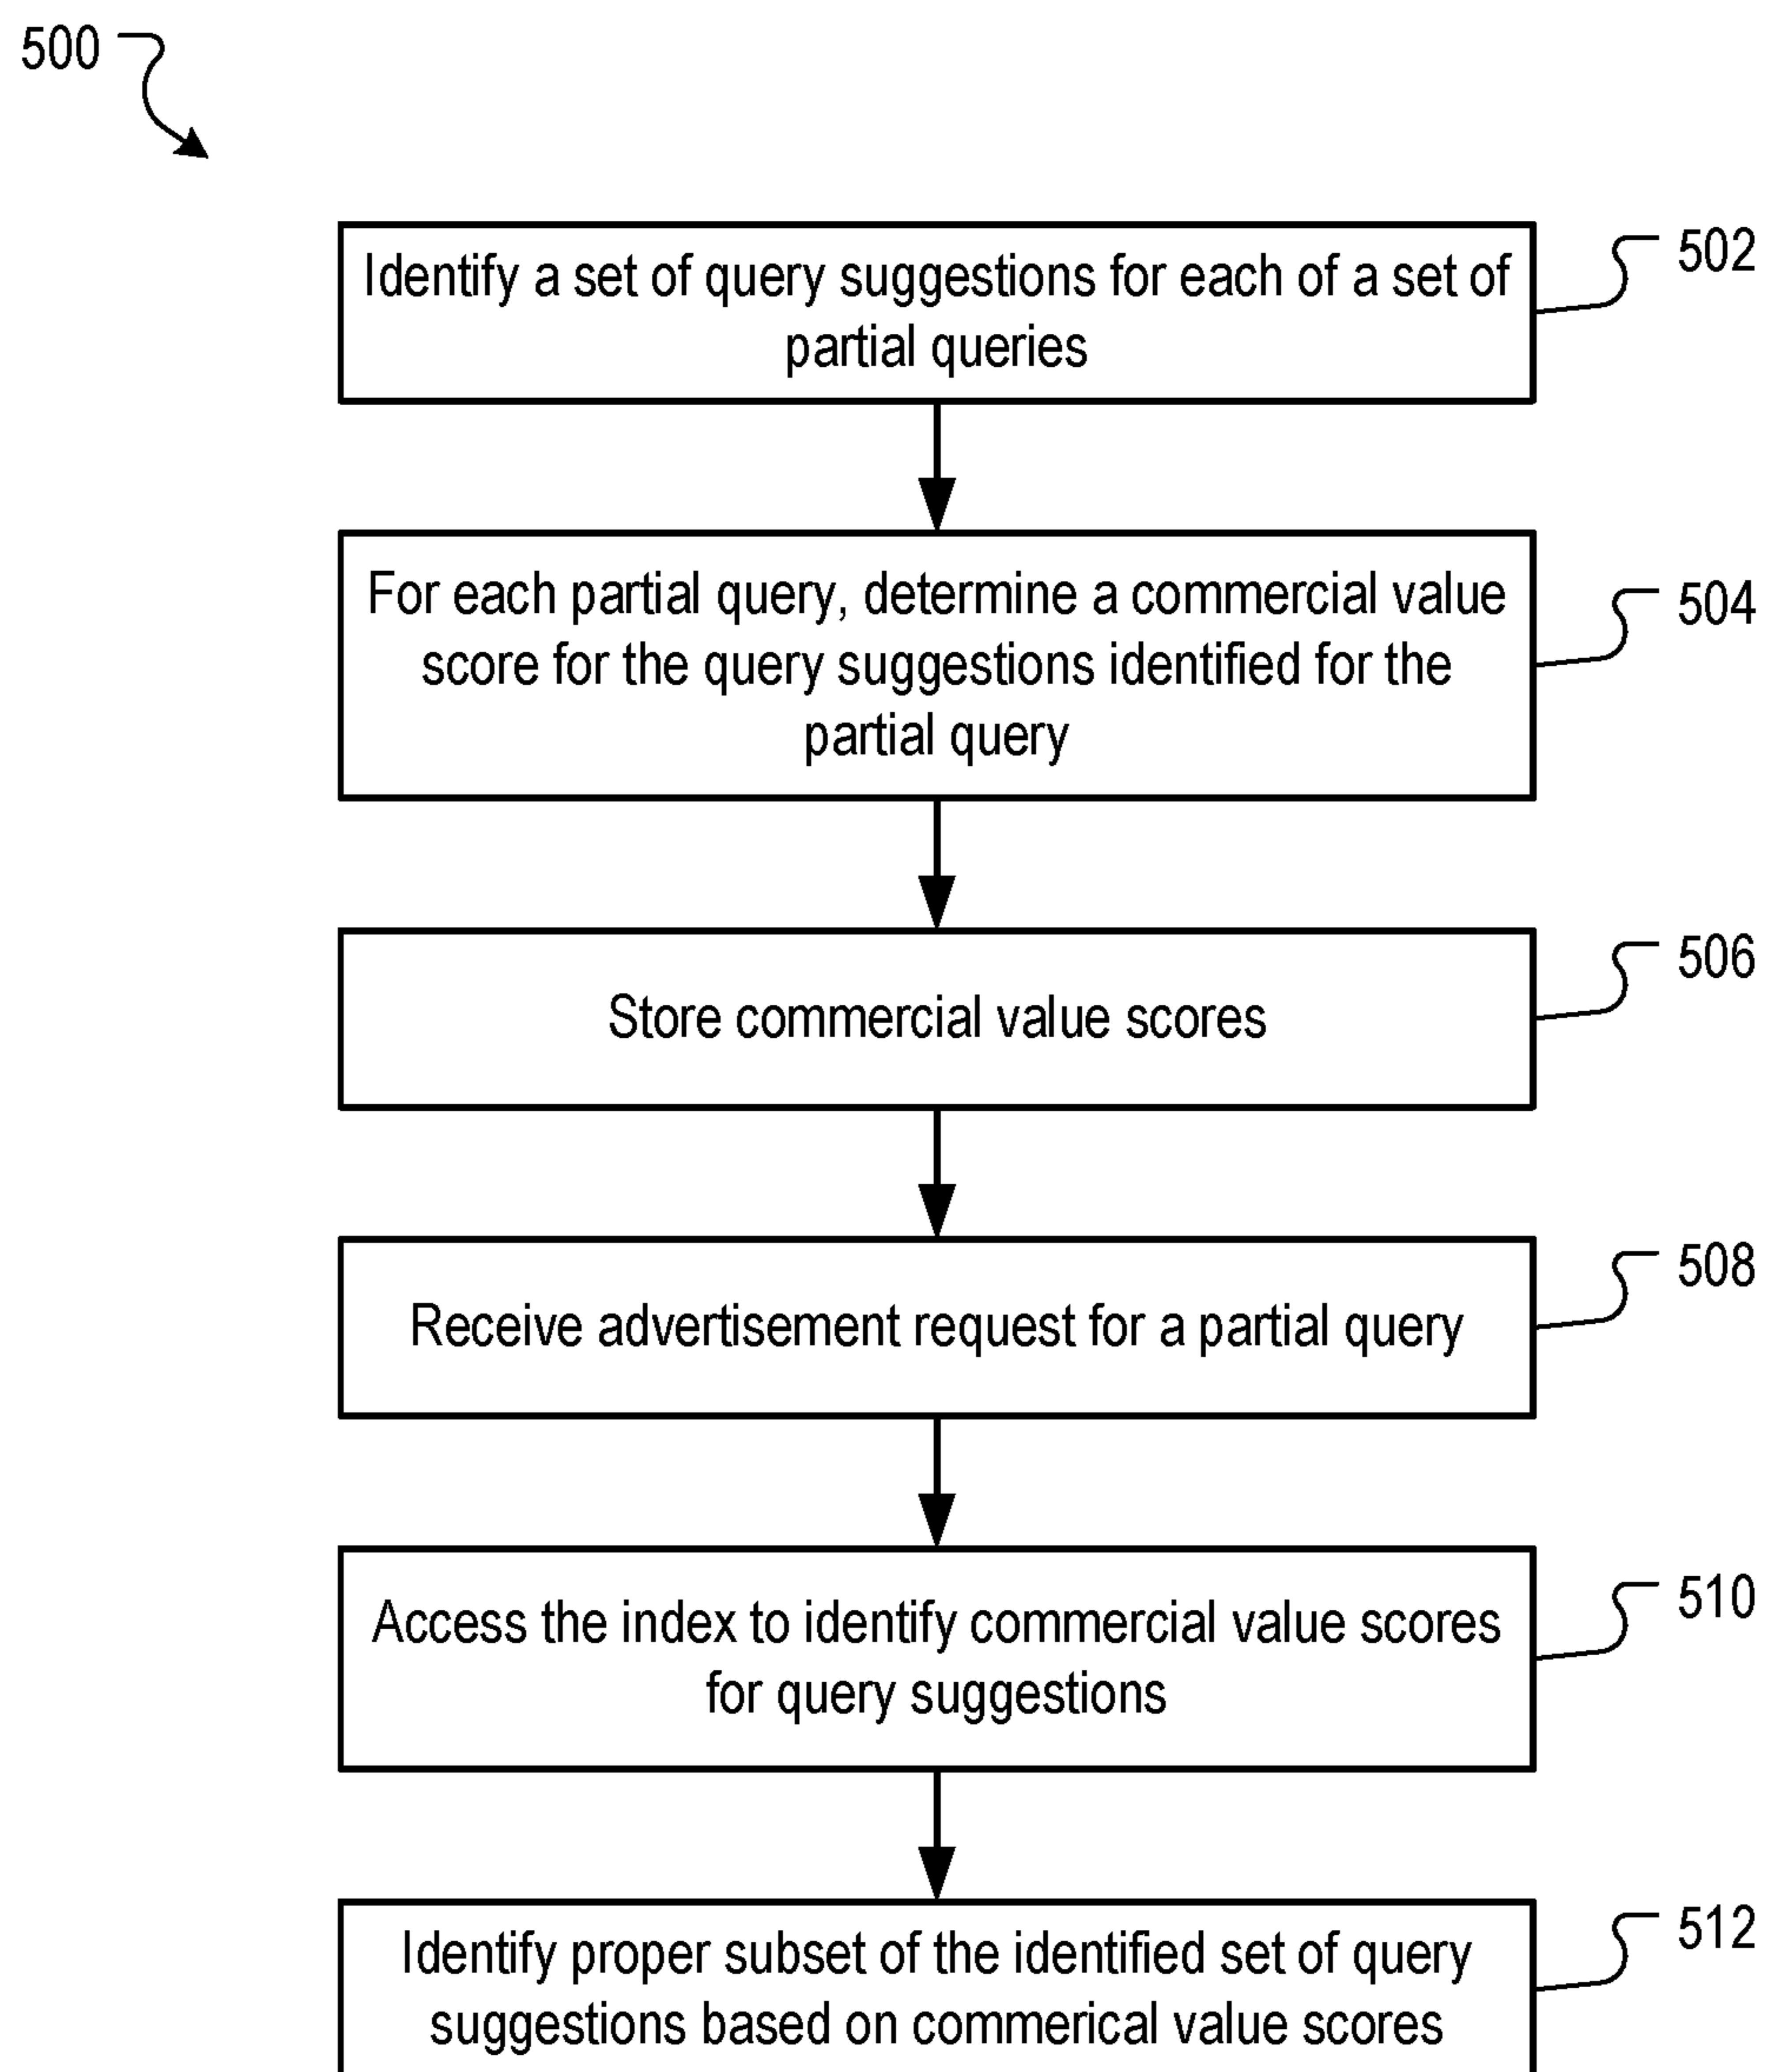 500
Identify a set of query suggestions for each of a set of
partial queries
502
For each partial query, determine a commercial value
score for the query suggestions identified for the
partial query
504
Store commercial value scores
506
Receive advertisement request for a partial query
508
Access the index to identify commercial value scores
for query suggestions
510
Identify proper subset of the identified set of query
suggestions based on commerical value scores
512